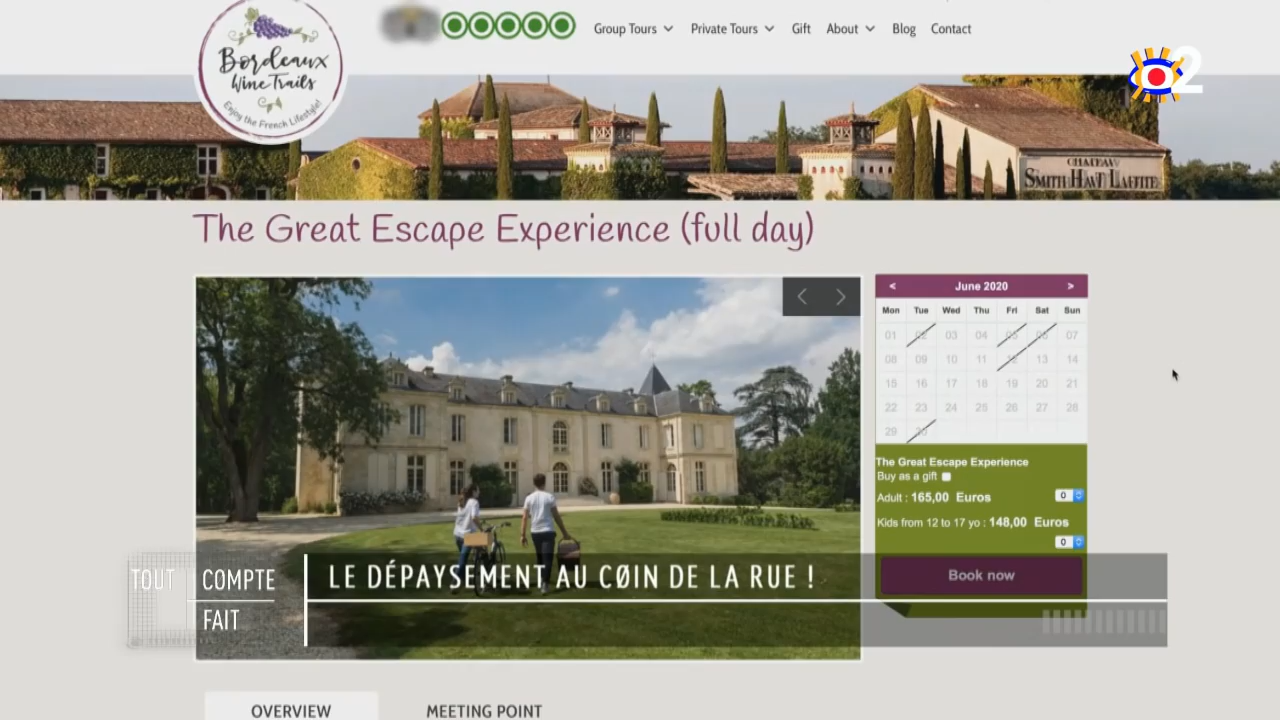 Bordeaux
Wine Trails
Enjoy the French Lifestyle!
Group Tours Private Tours Gift About Blog Contact
2
CHATEAU
SMITH HAUT LAFITTE
The Great Escape Experience (full day)
< June 2020 >
Mon Tue Wed Thu Fri Sat Sun
01 02 03 04 05 06 07
08 09 10 11 12 13 14
15 16 17 18 19 20 21
22 23 24 25 26 27 28
29 30
The Great Escape Experience
Buy as a gift
Adult : 165,00 Euros 0
Kids from 12 to 17 yo : 148,00 Euros
0
Book now
TOUT COMPTE
FAIT
LE DÉPAYSEMENT AU CØIN DE LA RUE !
OVERVIEW MEETING POINT